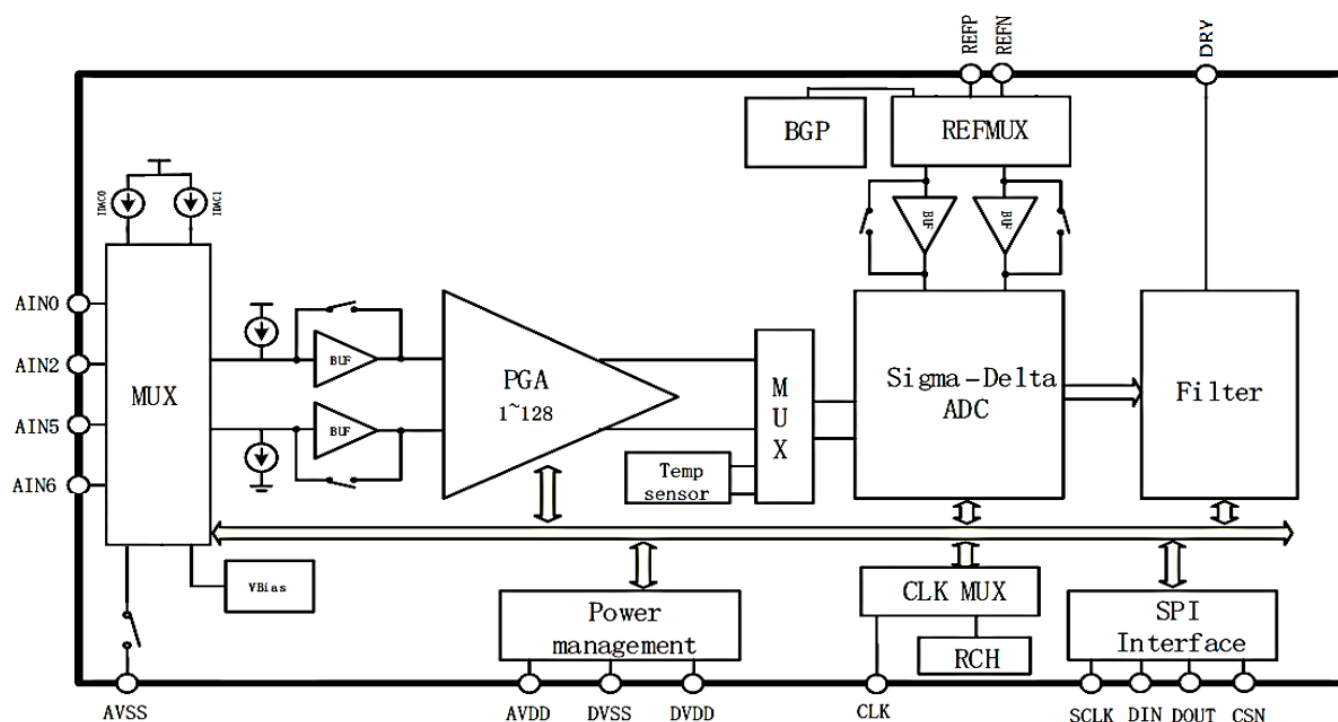 REFP
REFN
DRY
BGP
REFMUX
IDAC0
IDAC1
BUF
BUF
AIN0
AIN2
AIN5
AIN6
MUX
BUF
BUF
PGA
1~128
MUX
Temp
sensor
Sigma-Delta
ADC
Filter
VBias
Power
management
CLK MUX
RCH
SPI
Interface
AVSS
AVDD
DVSS
DVDD
CLK
SCLK
DIN
DOUT
CSN